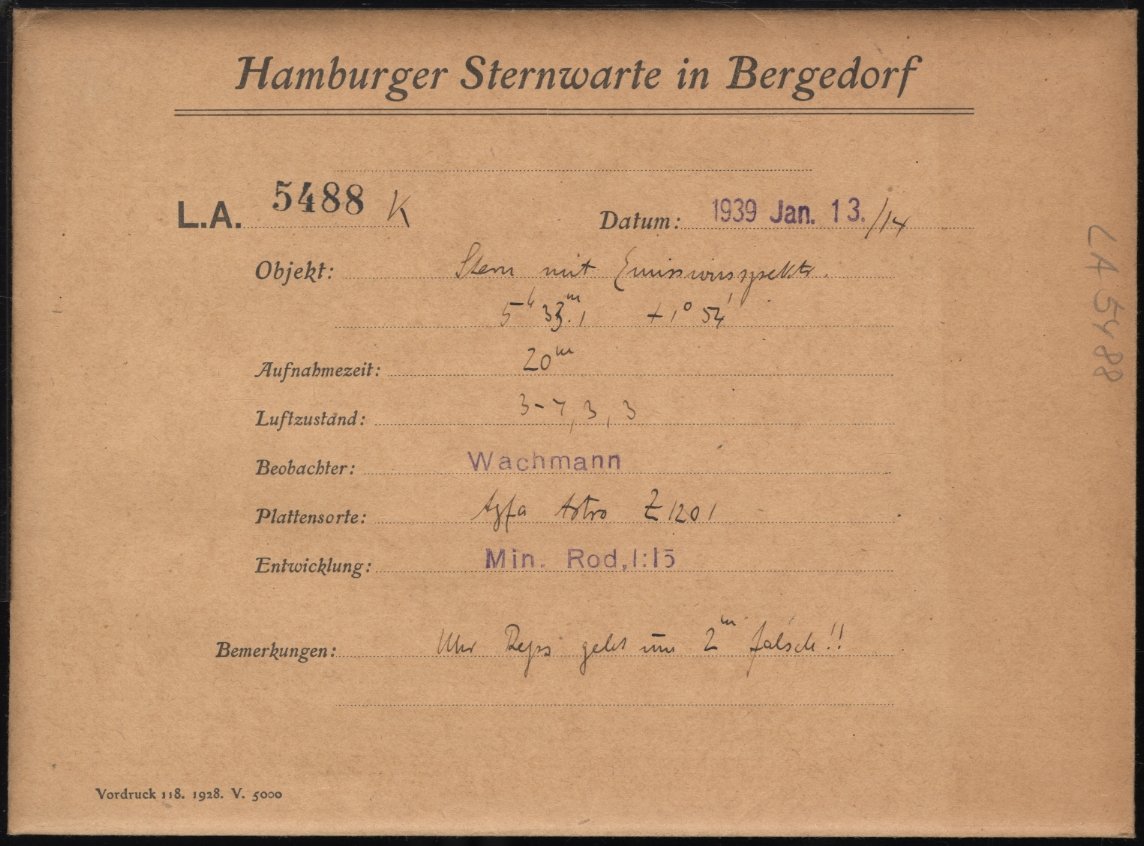 Hamburger Sternwarte in Bergedorf
L.A. 5488 K
Datum: 1939 Jan. 13./14
Objekt: Stern mit Emissionsspektr.
5h 33m.1 +1° 54'
Aufnahmezeit: 20m
Luftzustand: 3-4, 3, 3
Beobachter: Wachmann
Plattensorte: Agfa Astro Z 1201
Entwicklung: Min. Rod, 1:15
Bemerkungen: Uhr geht um 2m falsch!!
Vordruck 118. 1928. V. 5000
LA 5488